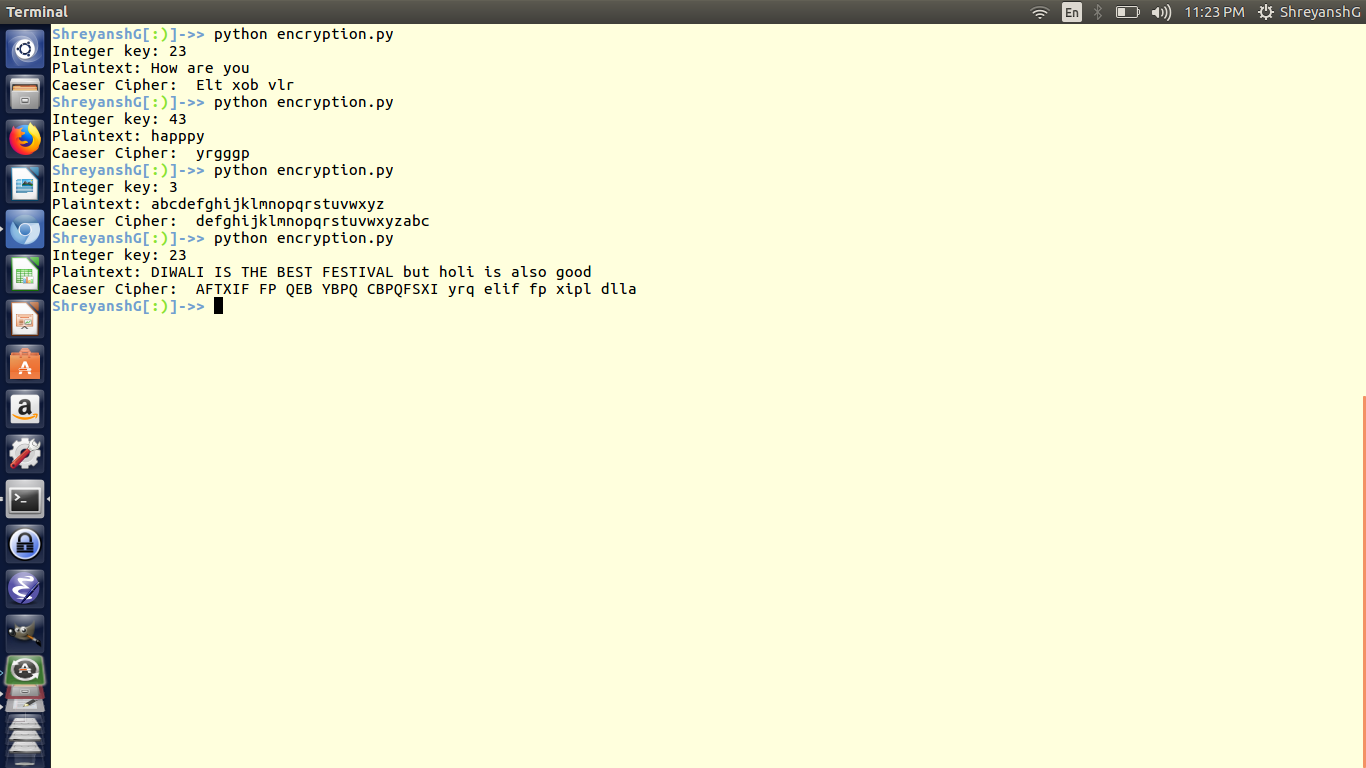 Terminal
En
11:23 PM
ShreyanshG
ShreyanshG[:)]->> python encryption.py
Integer key: 23
Plaintext: How are you
Caeser Cipher:  Elt xob vlr
ShreyanshG[:)]->> python encryption.py
Integer key: 43
Plaintext: happpy
Caeser Cipher:  yrgggp
ShreyanshG[:)]->> python encryption.py
Integer key: 3
Plaintext: abcdefghijklmnopqrstuvwxyz
Caeser Cipher:  defghijklmnopqrstuvwxyzabc
ShreyanshG[:)]->> python encryption.py
Integer key: 23
Plaintext: DIWALI IS THE BEST FESTIVAL but holi is also good
Caeser Cipher:  AFTXIF FP QEB YBPQ CBPQFSXI yrq elif fp xipl dlla
ShreyanshG[:)]->>